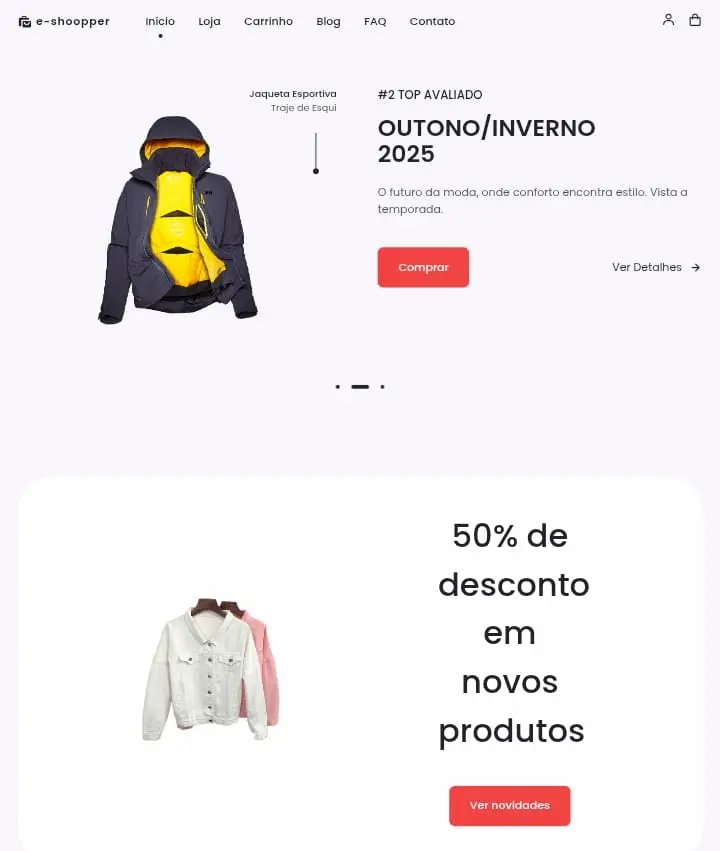 e-shoopper
Início Loja Carrinho Blog FAQ Contato
Jaqueta Esportiva
Traje de Esqui
#2 TOP AVALIADO
OUTONO/INVERNO
2025
O futuro da moda, onde conforto encontra estilo. Vista a
temporada.
Comprar
Ver Detalhes
50% de
desconto
em
novos
produtos
Ver novidades